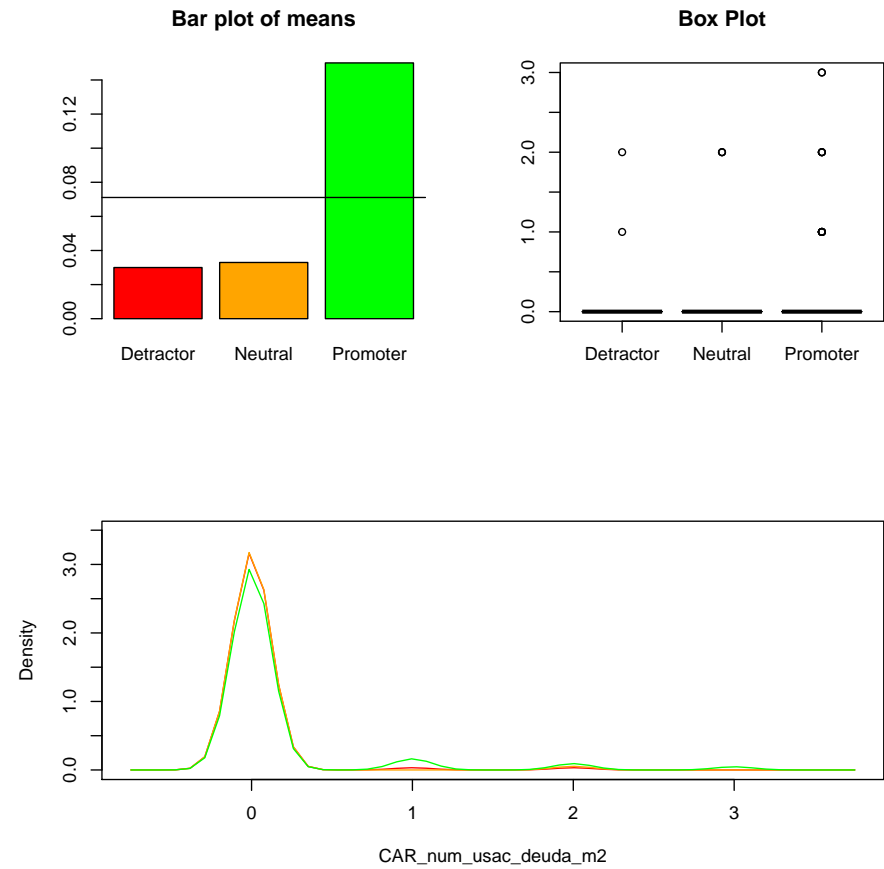 Bar plot of means
0.00
0.04
0.08
0.12
Detractor Neutral Promoter
Box Plot
0.0
1.0
2.0
3.0
Detractor Neutral Promoter
Density
0.0
1.0
2.0
3.0
0 1 2 3
CAR_num_usac_deuda_m2